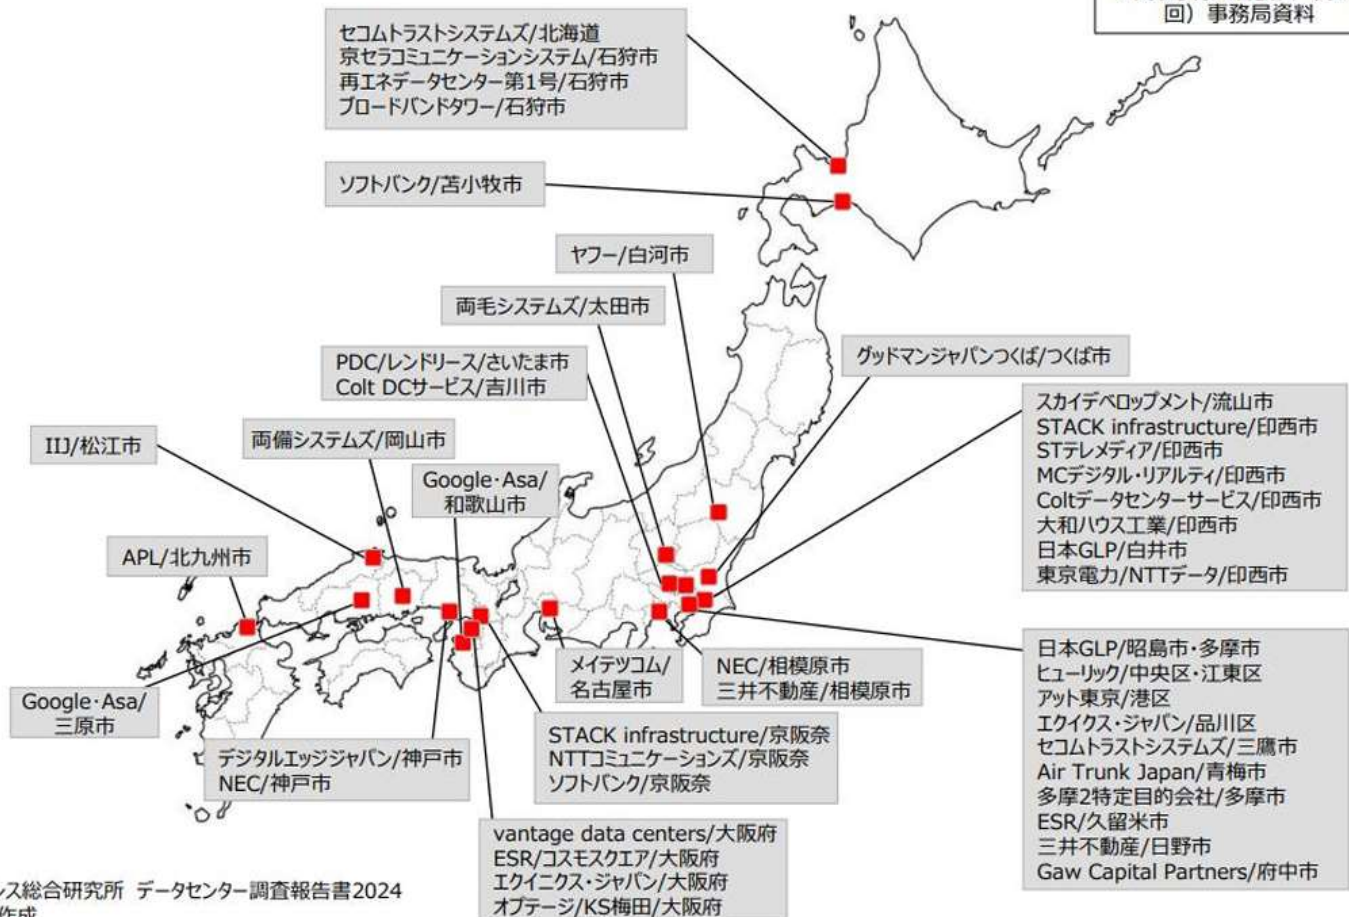 回）事務局資料
セコムトラストシステムズ/北海道
京セラコミュニケーションシステム/石狩市
再エネデータセンター第1号/石狩市
ブロードバンドタワー/石狩市
ソフトバンク/苫小牧市
ヤフー/白河市
両毛システムズ/太田市
PDC/レンドリース/さいたま市
Colt DCサービス/吉川市
グッドマンジャパンつくば/つくば市
スカイデベロップメント/流山市
STACK infrastructure/印西市
STテレメディア/印西市
MCデジタル・リアルティ/印西市
Coltデータセンターサービス/印西市
大和ハウス工業/印西市
日本GLP/白井市
東京電力/NTTデータ/印西市
IIJ/松江市
両備システムズ/岡山市
Google・Asa/
和歌山市
APL/北九州市
Google・Asa/
三原市
メイテツコム/
名古屋市
NEC/相模原市
三井不動産/相模原市
日本GLP/昭島市・多摩市
ヒューリック/中央区・江東区
アット東京/港区
エクイクス・ジャパン/品川区
セコムトラストシステムズ/三鷹市
Air Trunk Japan/青梅市
多摩2特定目的会社/多摩市
ESR/久留米市
三井不動産/日野市
Gaw Capital Partners/府中市
デジタルエッジジャパン/神戸市
NEC/神戸市
STACK infrastructure/京阪奈
NTTコミュニケーションズ/京阪奈
ソフトバンク/京阪奈
vantage data centers/大阪府
ESR/コスモスクエア/大阪府
エクイニクス・ジャパン/大阪府
オプテージ/KS梅田/大阪府
ス総合研究所 データセンター調査報告書2024
作成